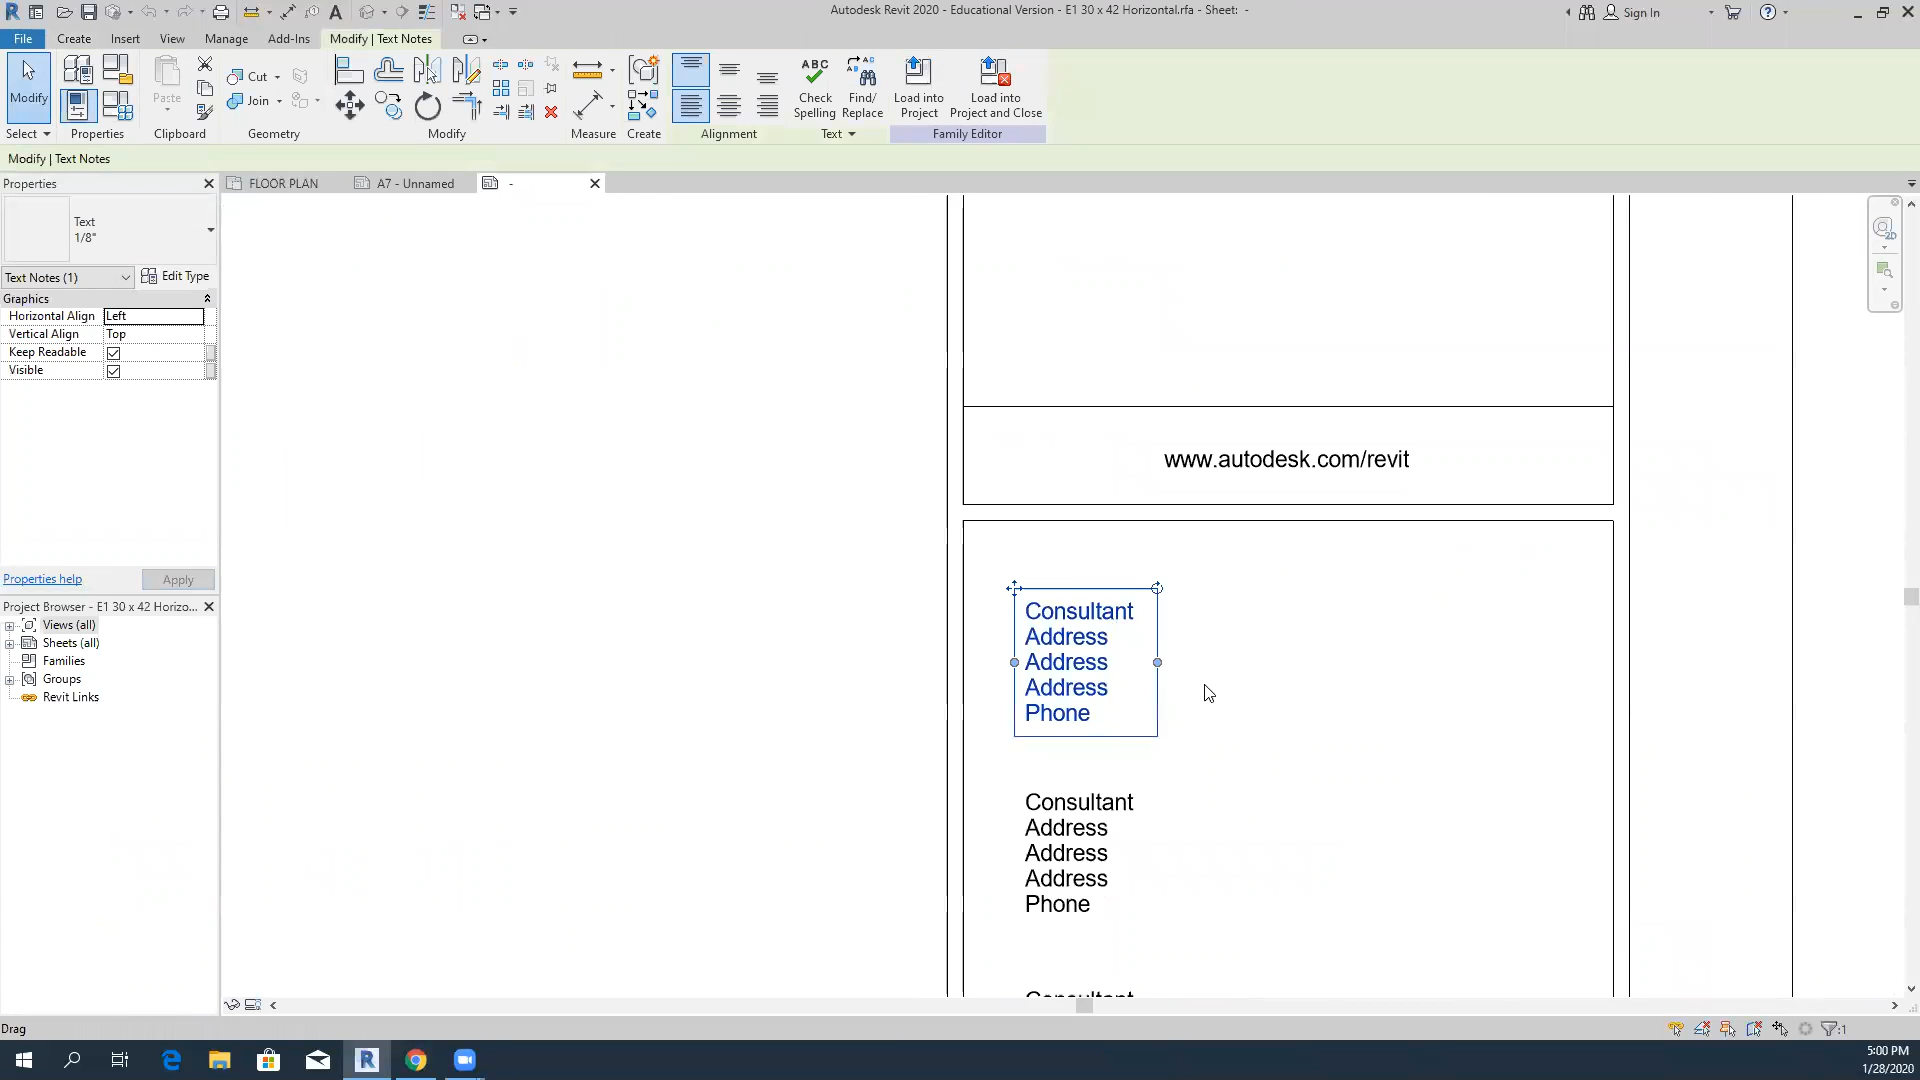 Autodesk Revit 2020 - Educational Version - E1 30 x 42 Horizontal.rfa - Sheet: -
Sign In
File
Create
Insert
View
Manage
Add-Ins
Modify | Text Notes
Modify
Paste
Cut
Join
Check Spelling
Find/ Replace
Load into Project
Load into Project and Close
Select
Properties
Clipboard
Geometry
Modify
Measure
Create
Alignment
Text
Family Editor
Modify | Text Notes
Properties
FLOOR PLAN
A7 - Unnamed
-
Text
1/8"
Text Notes (1)
Edit Type
Graphics
Horizontal Align
Left
Vertical Align
Top
Keep Readable
Visible
Properties help
Apply
Project Browser - E1 30 x 42 Horizo...
Views (all)
Sheets (all)
Families
Groups
Revit Links
www.autodesk.com/revit
Consultant
Address
Address
Address
Phone
Consultant
Address
Address
Address
Phone
Consultant
Drag
:1
5:00 PM
1/28/2020